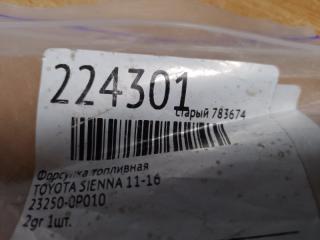 224301
старый 783674
Форсунка топливная
TOYOTA SIENNA 11-16
23250-0P010
2gr 1шт.